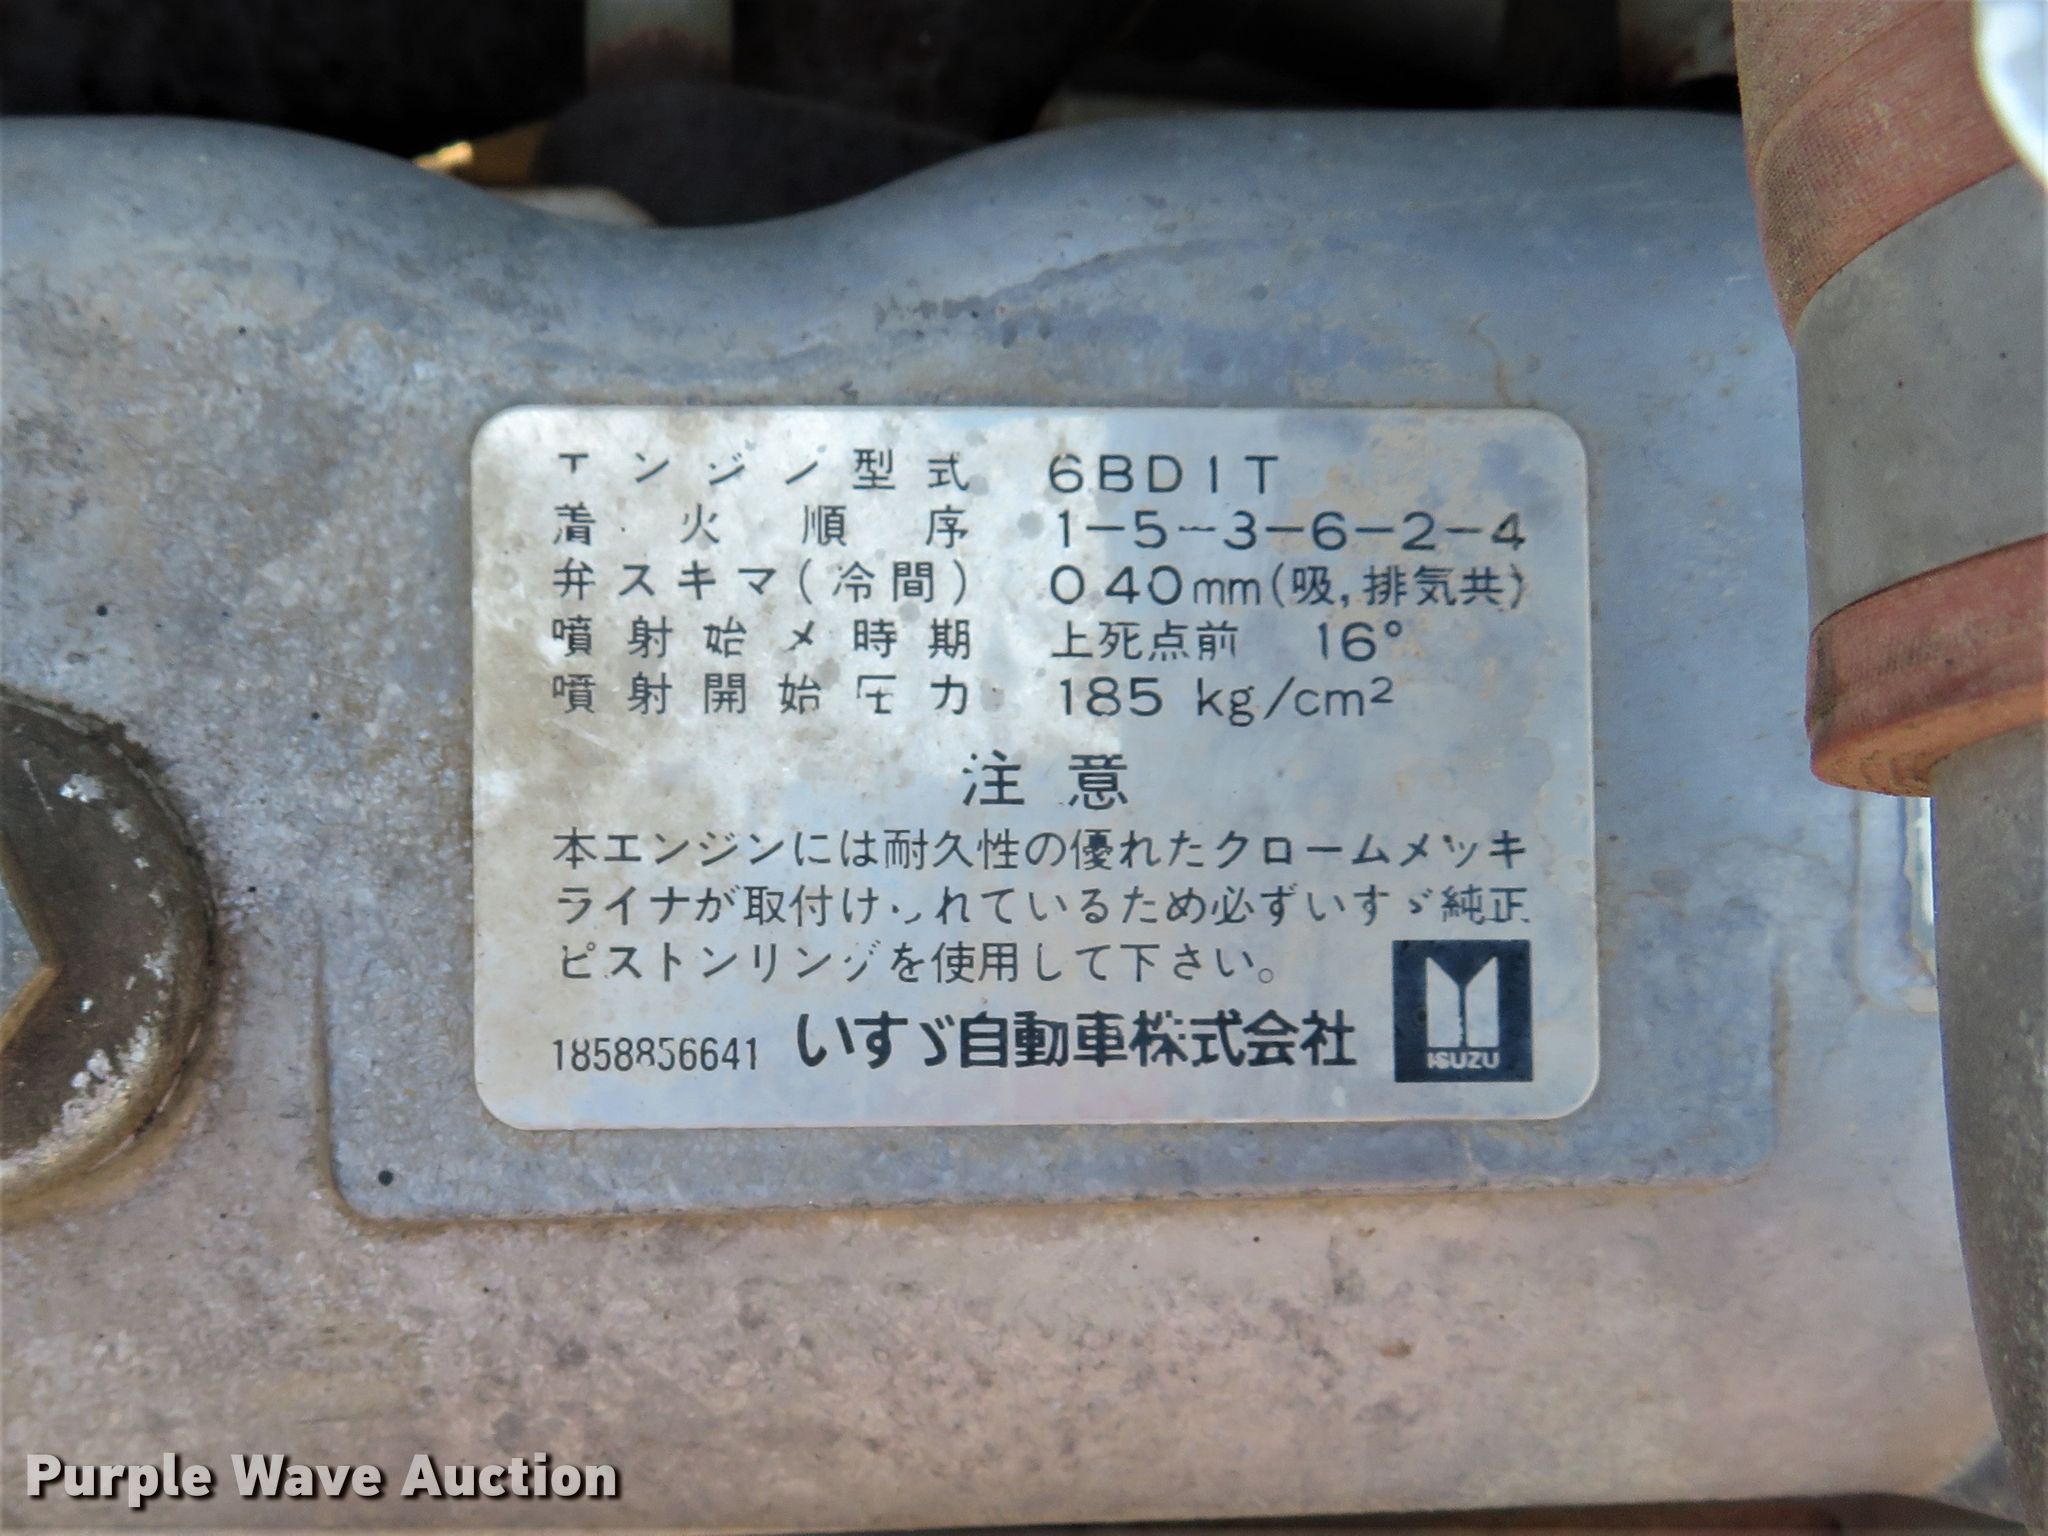 エンジン型式 6BD1T
着火順序 1-5-3-6-2-4
弁スキマ(冷間) 0.40mm(吸,排気共)
噴射始メ時期 上死点前 16°
噴射開始圧力 185 kg/cm²
注意
本エンジンには耐久性の優れたクロームメッキ
ライナが取付けられているため必ずいすゞ純正
ピストンリングを使用して下さい。
1858856641 いすゞ自動車株式会社
ISUZU
Purple Wave Auction